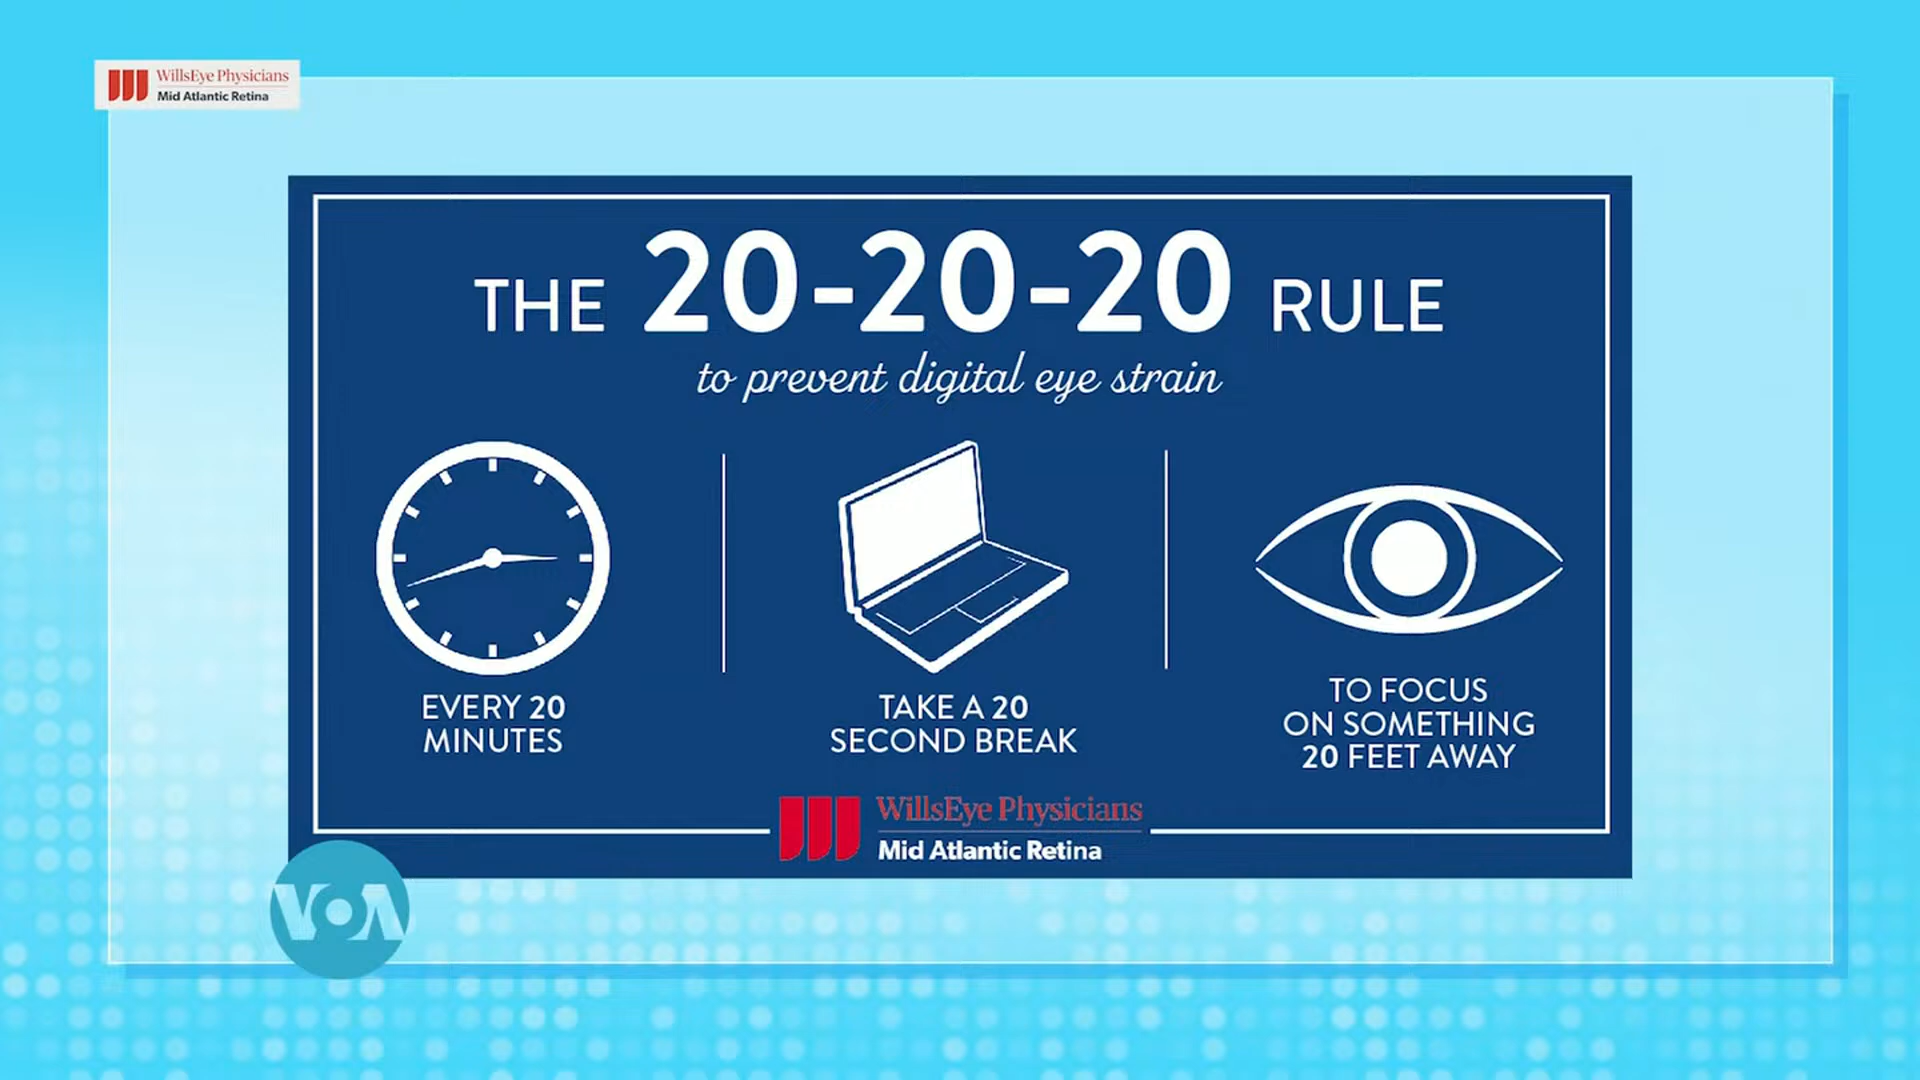 WillsEye Physicians
Mid Atlantic Retina
THE 20-20-20 RULE
to prevent digital eye strain
EVERY 20
MINUTES
TAKE A 20
SECOND BREAK
TO FOCUS
ON SOMETHING
20 FEET AWAY
WillsEye Physicians
Mid Atlantic Retina
VOA